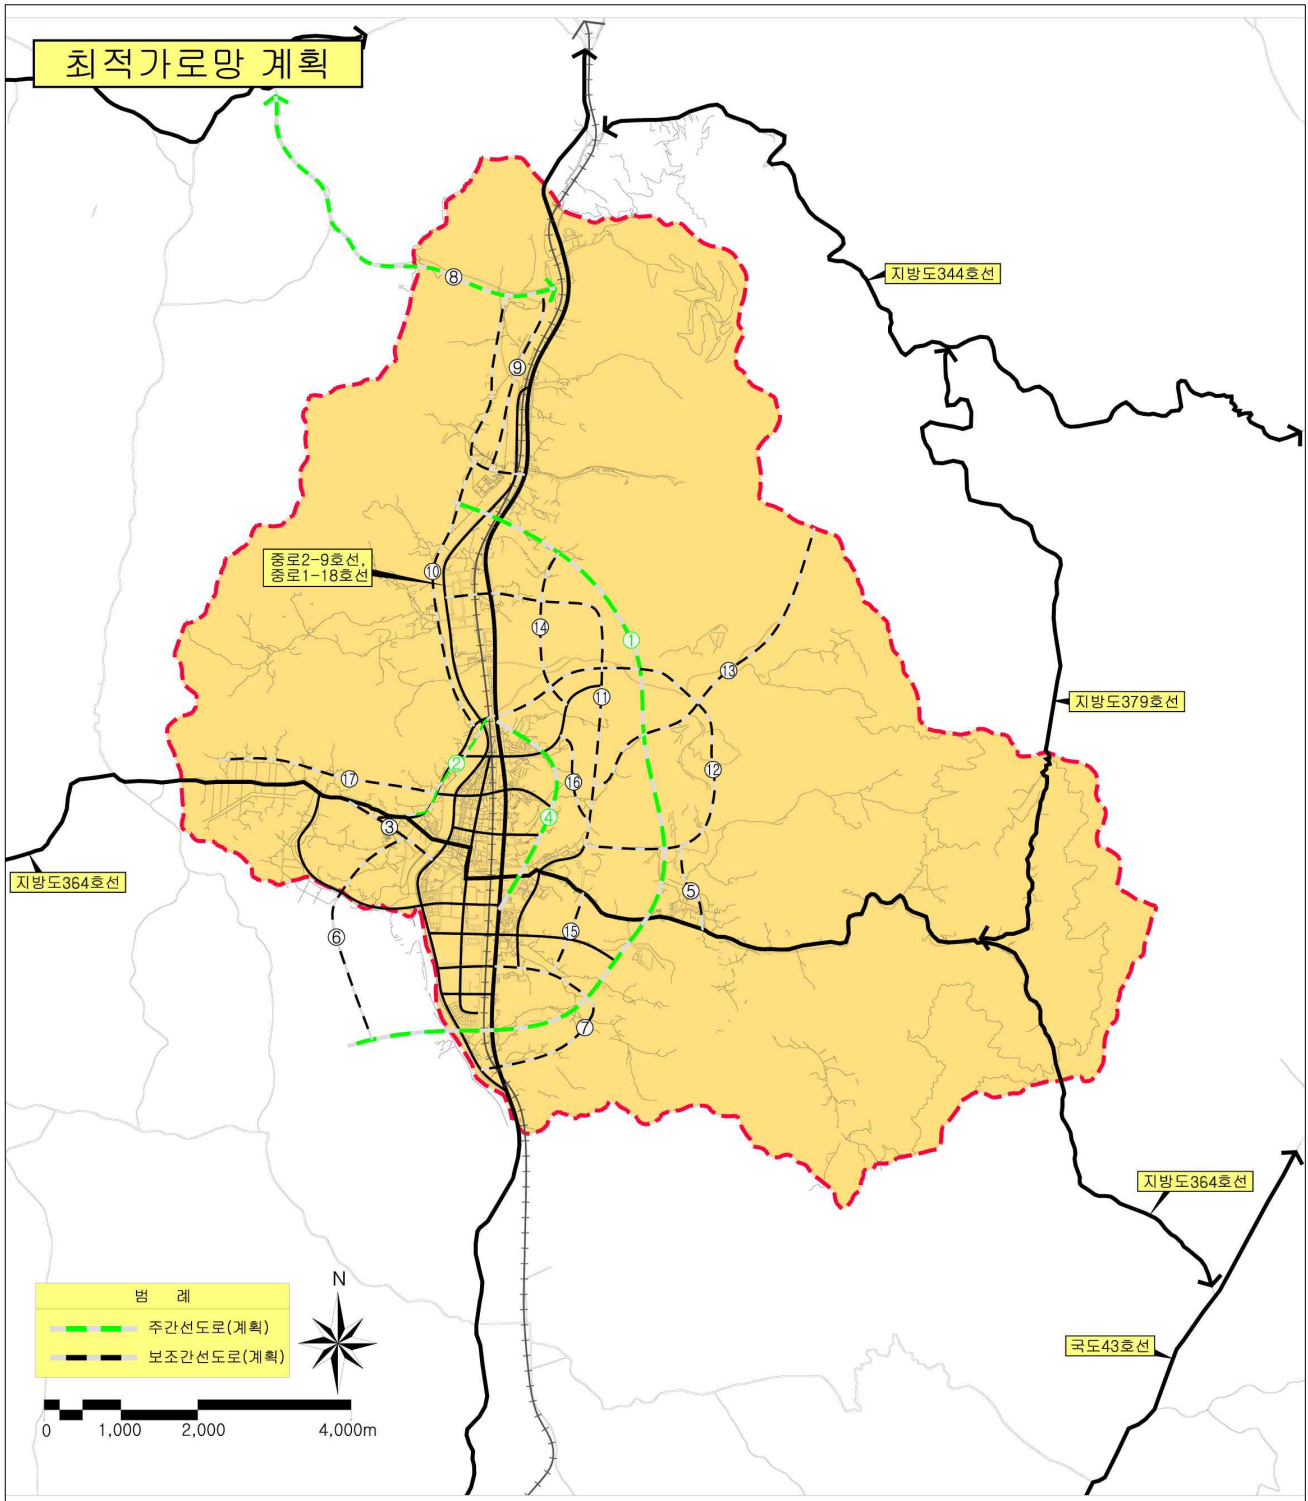 최적가로망 계획
지방도344호선
⑧
⑨
중로2-9호선,
중로1-18호선
⑩
⑭
①
⑬
⑪
지방도379호선
②
⑰
⑯
⑫
④
③
지방도364호선
⑤
⑥
⑮
⑦
지방도364호선
국도43호선
범 례
주간선도로(계획)
보조간선도로(계획)
N
0 1,000 2,000 4,000m